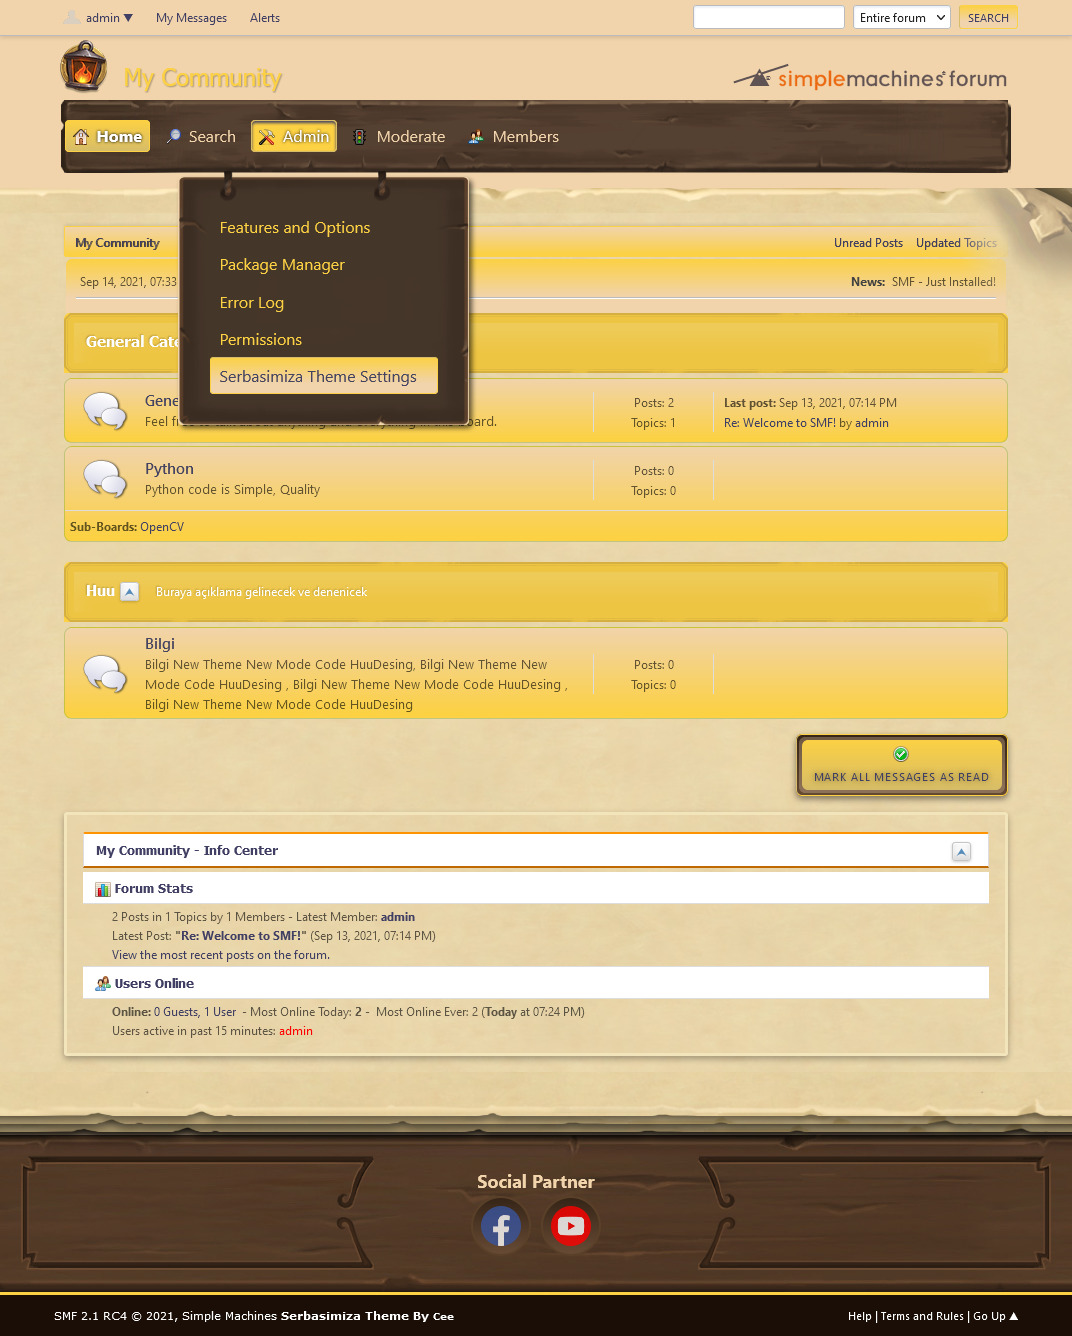 admin ▼ My Messages Alerts Entire forum SEARCH
My Community simplemachines forum
Home Search Admin Moderate Members
Features and Options
Package Manager
Error Log
Permissions
Serbasimiza Theme Settings
My Community Unread Posts Updated Topics
Sep 14, 2021, 07:33 News: SMF - Just Installed!
General
Posts: 2 Last post: Sep 13, 2021, 07:14 PM
Feel Topics: 1 Re: Welcome to SMF! by admin
Python Posts: 0
Python code is Simple, Quality Topics: 0
Sub-Boards: OpenCV
Huu Buraya açıklama gelinecek ve denenicek
Bilgi
Bilgi New Theme New Mode Code HuuDesing, Bilgi New Theme New Posts: 0
Mode Code HuuDesing , Bilgi New Theme New Mode Code HuuDesing , Topics: 0
Bilgi New Theme New Mode Code HuuDesing
MARK ALL MESSAGES AS READ
My Community - Info Center
Forum Stats
2 Posts in 1 Topics by 1 Members - Latest Member: admin
Latest Post: "Re: Welcome to SMF!" (Sep 13, 2021, 07:14 PM)
View the most recent posts on the forum.
Users Online
Online: 0 Guests, 1 User - Most Online Today: 2 - Most Online Ever: 2 (Today at 07:24 PM)
Users active in past 15 minutes: admin
Social Partner
SMF 2.1 RC4 © 2021, Simple Machines Serbasimiza Theme By Cee Help | Terms and Rules | Go Up ▲